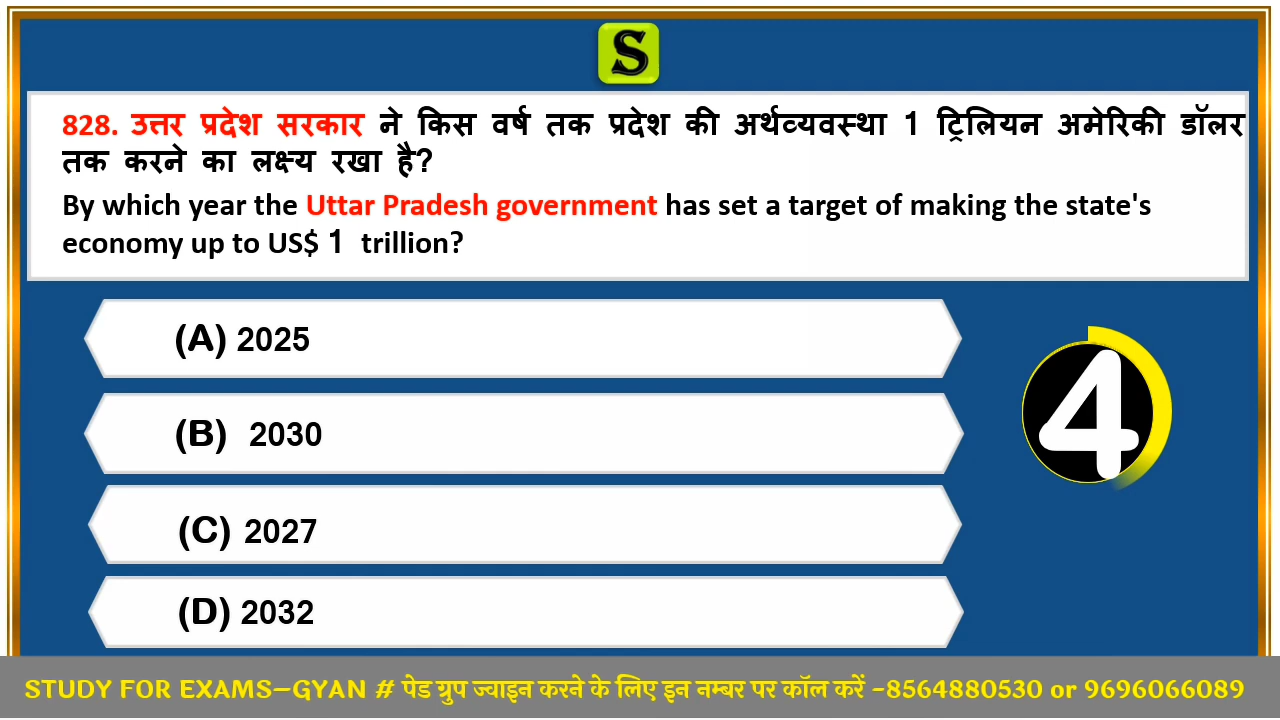 S
828. उत्तर प्रदेश सरकार ने किस वर्ष तक प्रदेश की अर्थव्यवस्था 1 ट्रिलियन अमेरिकी डॉलर
तक करने का लक्ष्य रखा है?
By which year the Uttar Pradesh government has set a target of making the state's
economy up to US$ 1 trillion?
(A) 2025
(B) 2030
4
(C) 2027
(D) 2032
STUDY FOR EXAMS–GYAN # पेड ग्रुप ज्वाइन करने के लिए इन नम्बर पर कॉल करें -8564880530 or 9696066089